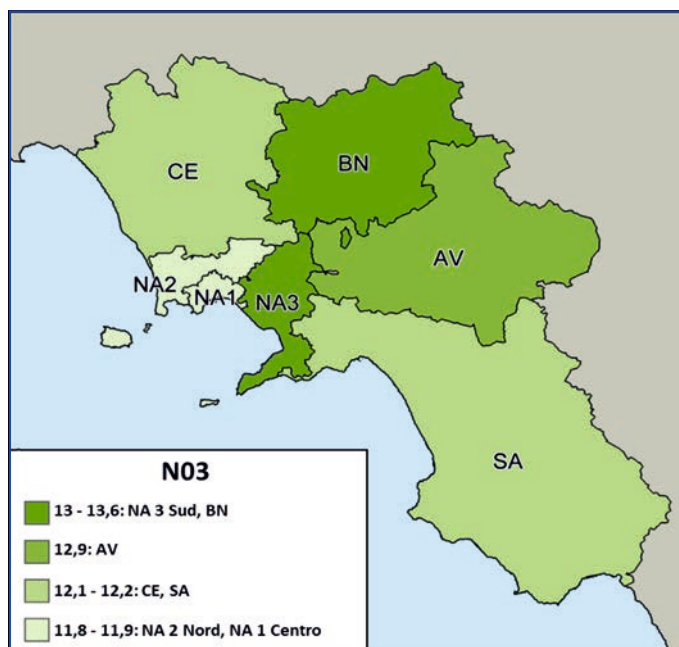 BN
CE
AV
NA2
NA1
NA3
SA
N03
13 - 13,6: NA 3 Sud, BN
12,9: AV
12,1 - 12,2: CE, SA
11,8 - 11,9: NA 2 Nord, NA 1 Centro